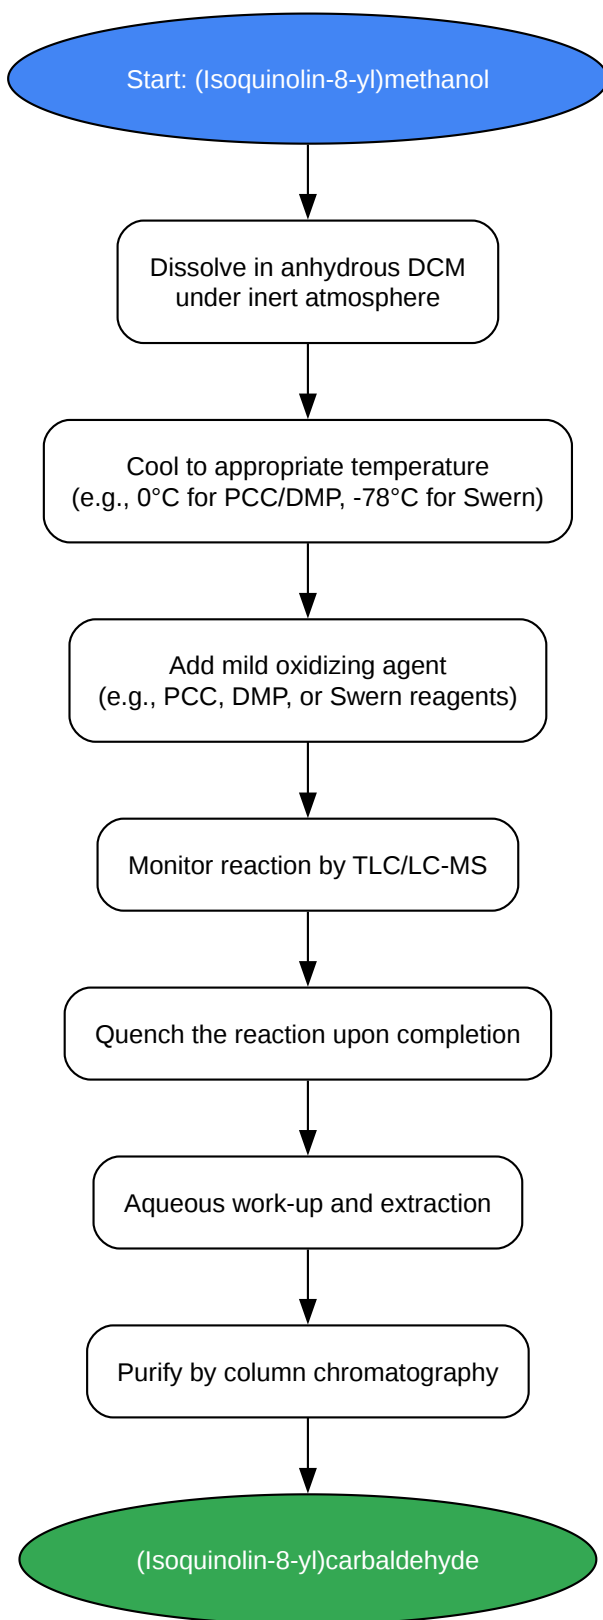 Start: (Isoquinolin-8-yl)methanol
Dissolve in anhydrous DCM
under inert atmosphere
Cool to appropriate temperature
(e.g., 0°C for PCC/DMP, -78°C for Swern)
Add mild oxidizing agent
(e.g., PCC, DMP, or Swern reagents)
Monitor reaction by TLC/LC-MS
Quench the reaction upon completion
Aqueous work-up and extraction
Purify by column chromatography
(Isoquinolin-8-yl)carbaldehyde